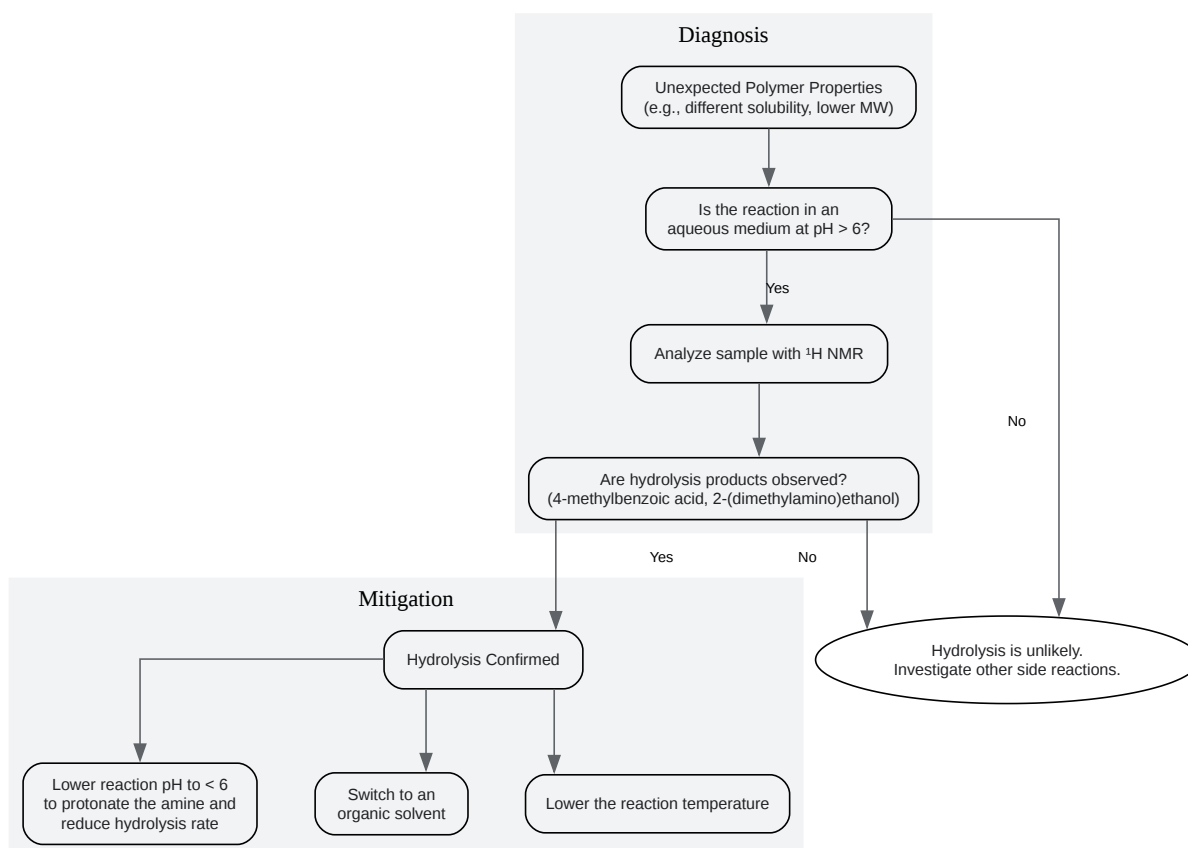 Diagnosis
Unexpected Polymer Properties
(e.g., different solubility, lower MW)
Is the reaction in an
aqueous medium at pH > 6?
Yes
Analyze sample with ¹H NMR
No
Are hydrolysis products observed?
(4-methylbenzoic acid, 2-(dimethylamino)ethanol)
Yes
No
Mitigation
Hydrolysis Confirmed
Hydrolysis is unlikely.
Investigate other side reactions.
Lower reaction pH to < 6
to protonate the amine and
reduce hydrolysis rate
Switch to an
organic solvent
Lower the reaction temperature